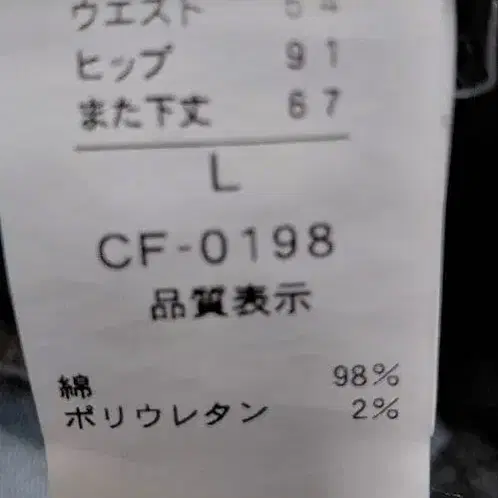 ウエスト 54
ヒップ 91
また下丈 67
L
CF-0198
品質表示
綿 98%
ポリウレタン 2%